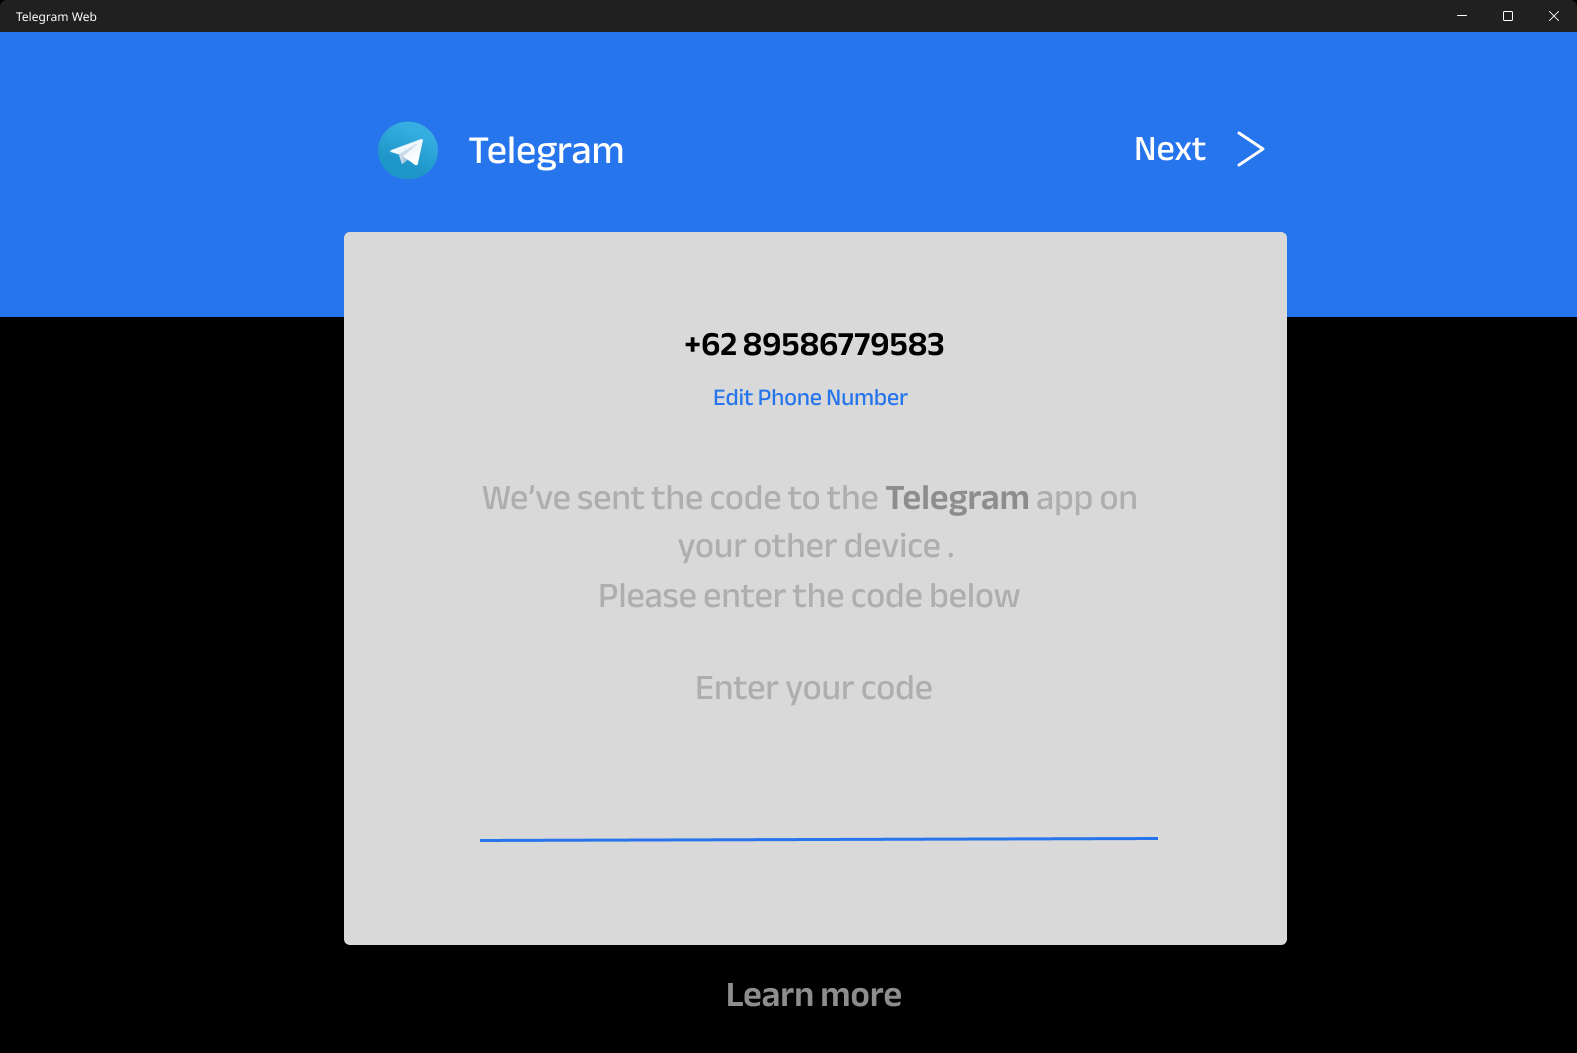 Telegram Web
Telegram
Next
+62 89586779583
Edit Phone Number
We’ve sent the code to the Telegram app on
your other device .
Please enter the code below
Enter your code
Learn more